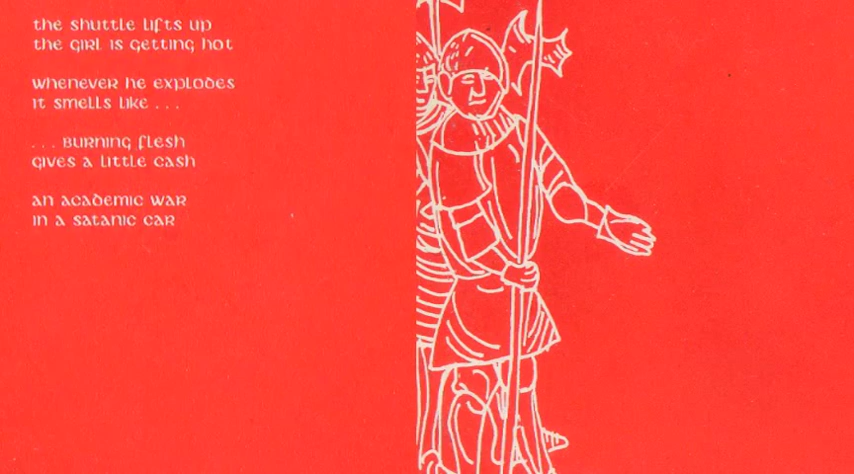 the shuttle lifts up
the girl is getting hot
whenever he explodes
it smells like . . .
. . . burning flesh
gives a little cash
an academic war
in a satanic car